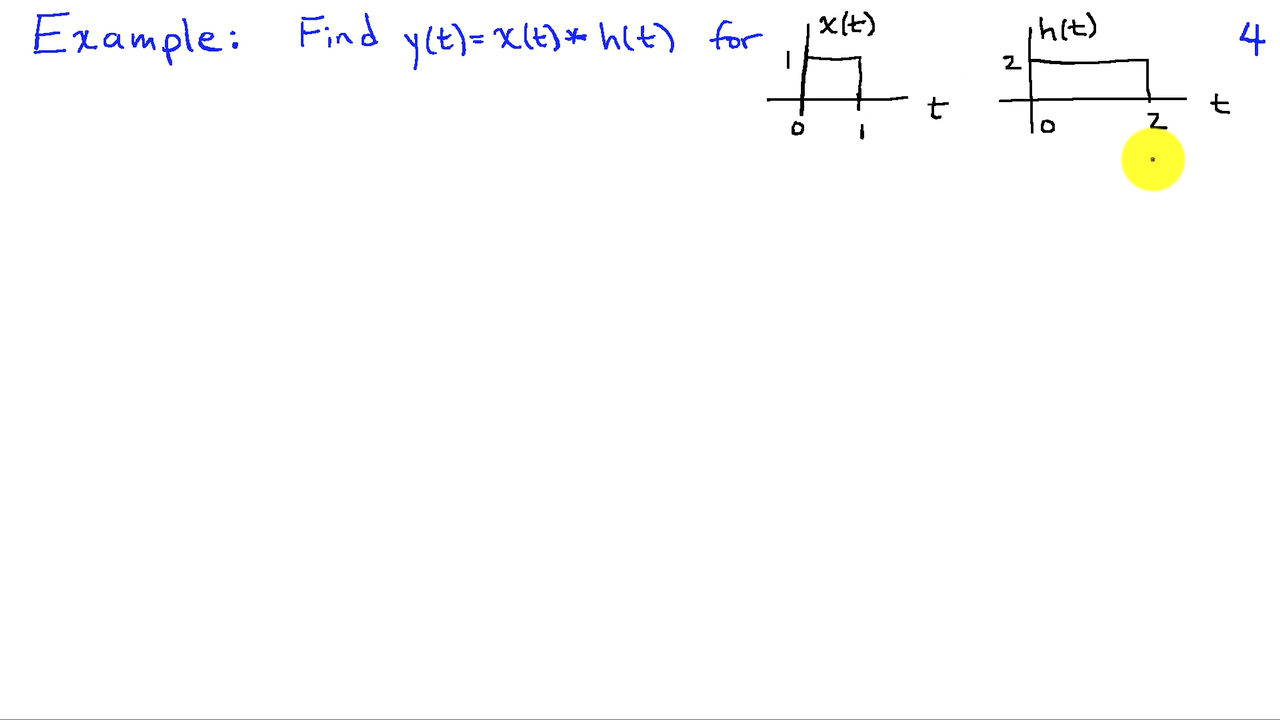 Example: Find y(t)=x(t)*h(t) for
x(t)
1
0 1 t
h(t)
2
0 2 t
4